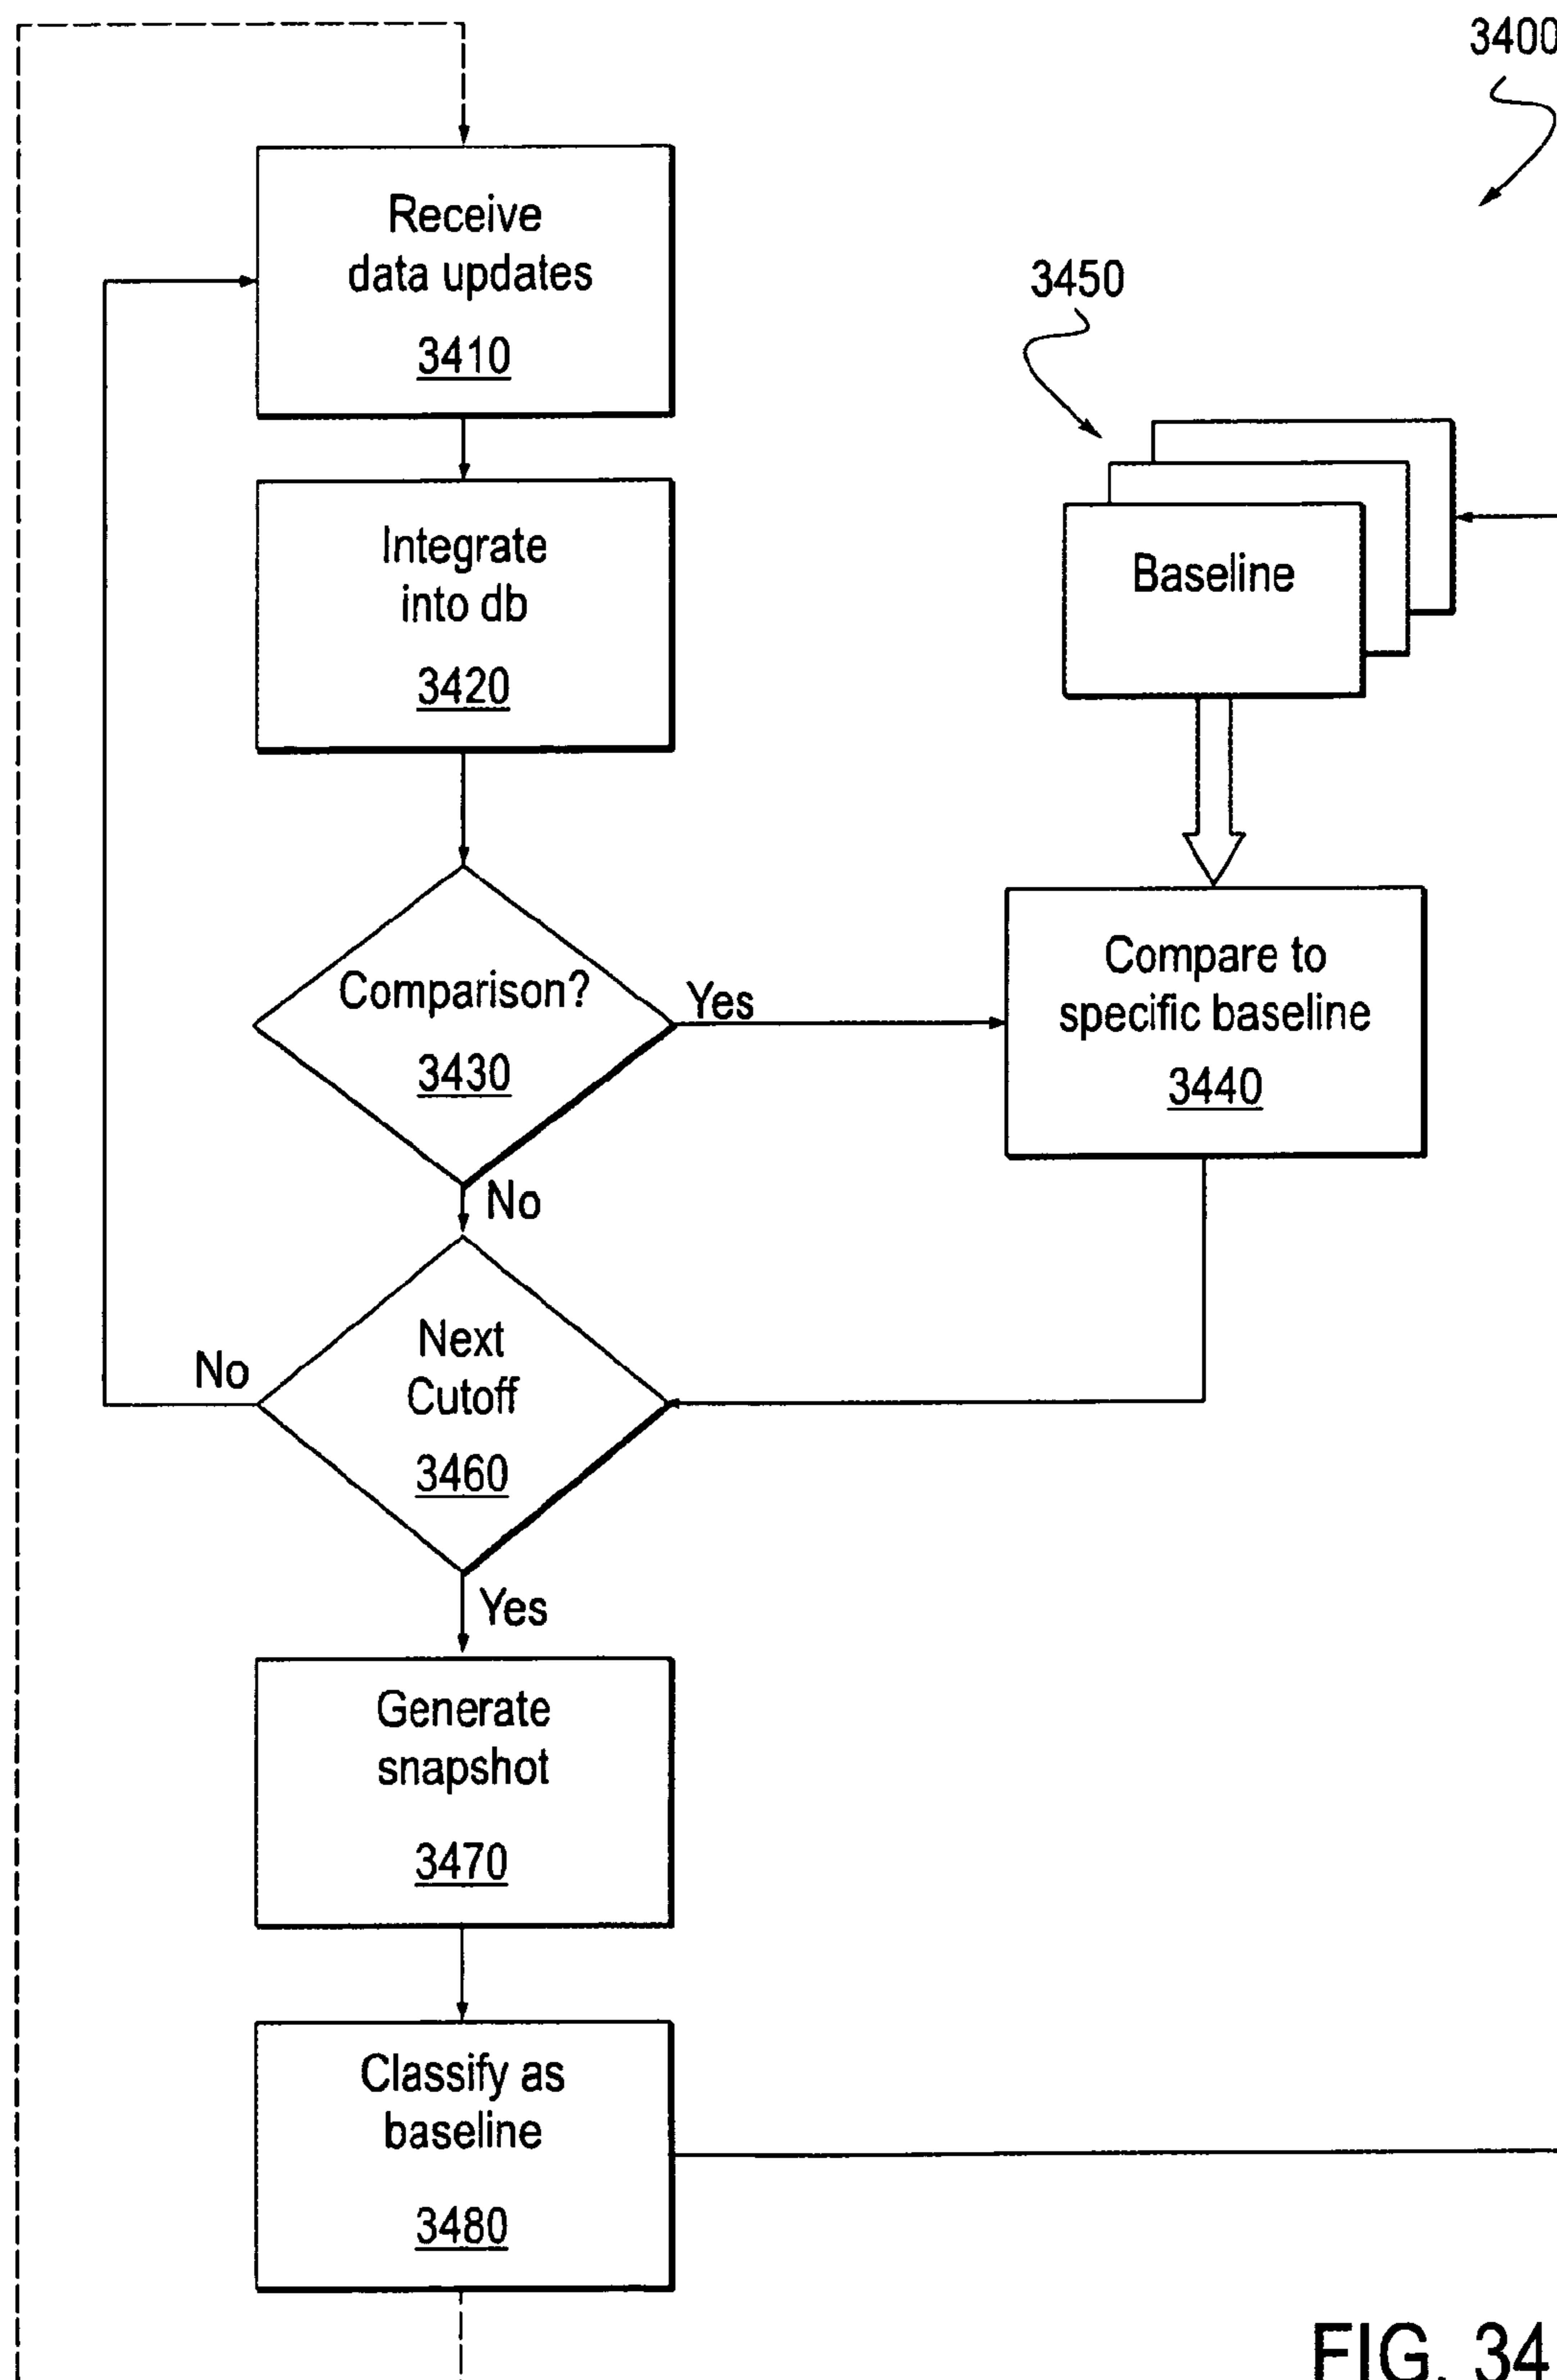 3400
Receive
data updates
3410
3450
Integrate
into db
3420
Baseline
Comparison?
3430
Yes
Compare to
specific baseline
3440
No
Next
Cutoff
3460
No
Yes
Generate
snapshot
3470
Classify as
baseline
3480
FIG. 34